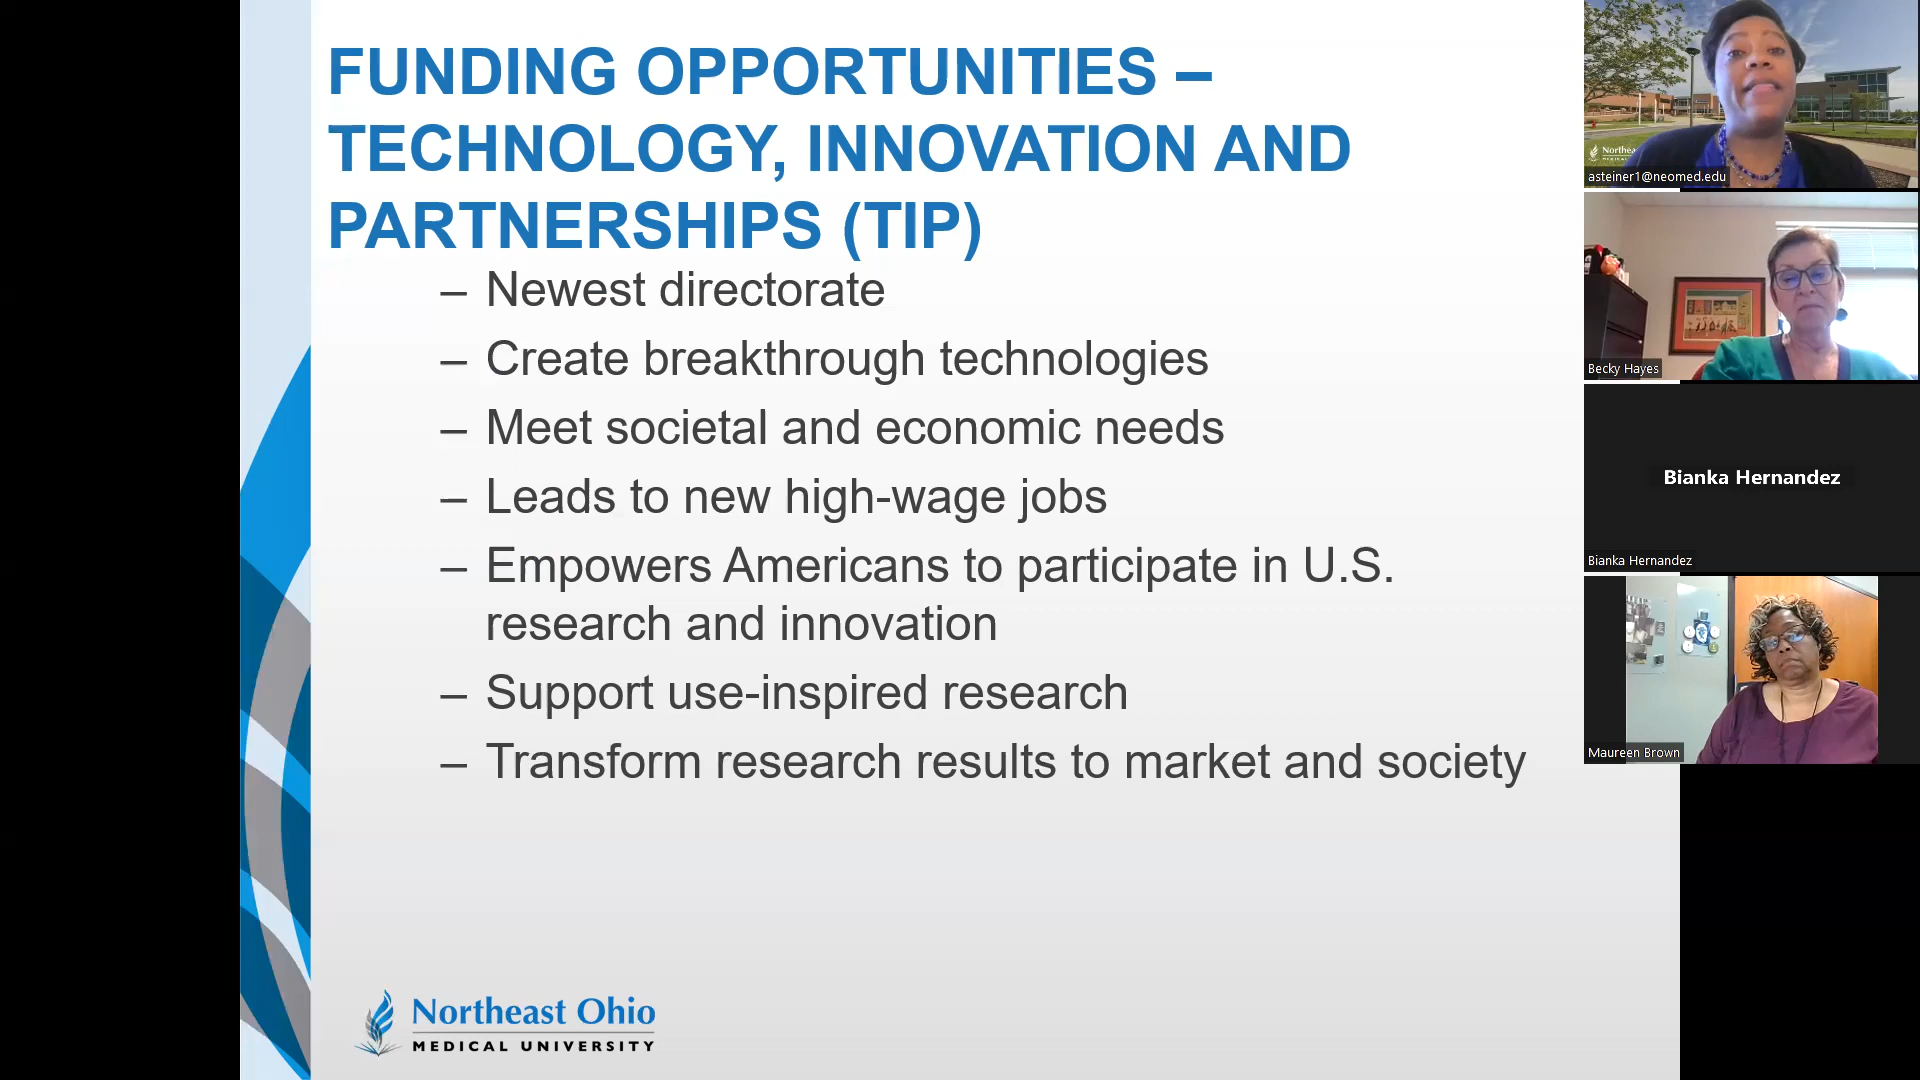 FUNDING OPPORTUNITIES –
TECHNOLOGY, INNOVATION AND
PARTNERSHIPS (TIP)
– Newest directorate
– Create breakthrough technologies
– Meet societal and economic needs
– Leads to new high-wage jobs
– Empowers Americans to participate in U.S.
research and innovation
– Support use-inspired research
– Transform research results to market and society
Northeast Ohio
MEDICAL UNIVERSITY
asteiner1@neomed.edu
Becky Hayes
Bianka Hernandez
Bianka Hernandez
Maureen Brown